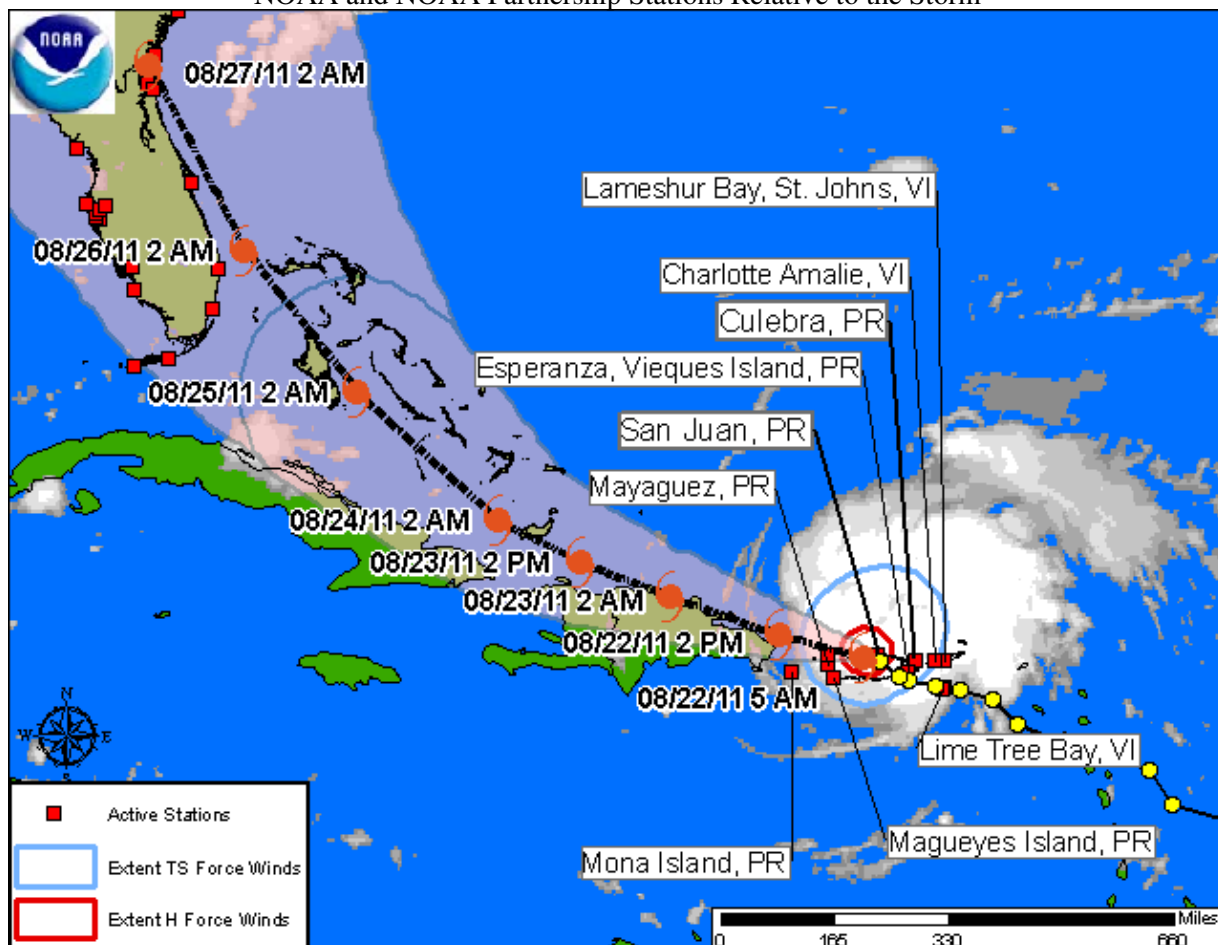 NOAA and NOAA Partnership Stations Relative to the Storm
NOAA
08/27/11 2 AM
Lameshur Bay, St. Johns, VI
08/26/11 2 AM
Charlotte Amalie, VI
Culebra, PR
Esperanza, Vieques Island, PR
08/25/11 2 AM
San Juan, PR
Mayaguez, PR
08/24/11 2 AM
08/23/11 2 PM
08/23/11 2 AM
08/22/11 2 PM
08/22/11 5 AM
N
W E
S
Lime Tree Bay, VI
Active Stations
Magueyes Island, PR
Mona Island, PR
Extent TS Force Winds
Extent H Force Winds
Miles
0 165 330 660